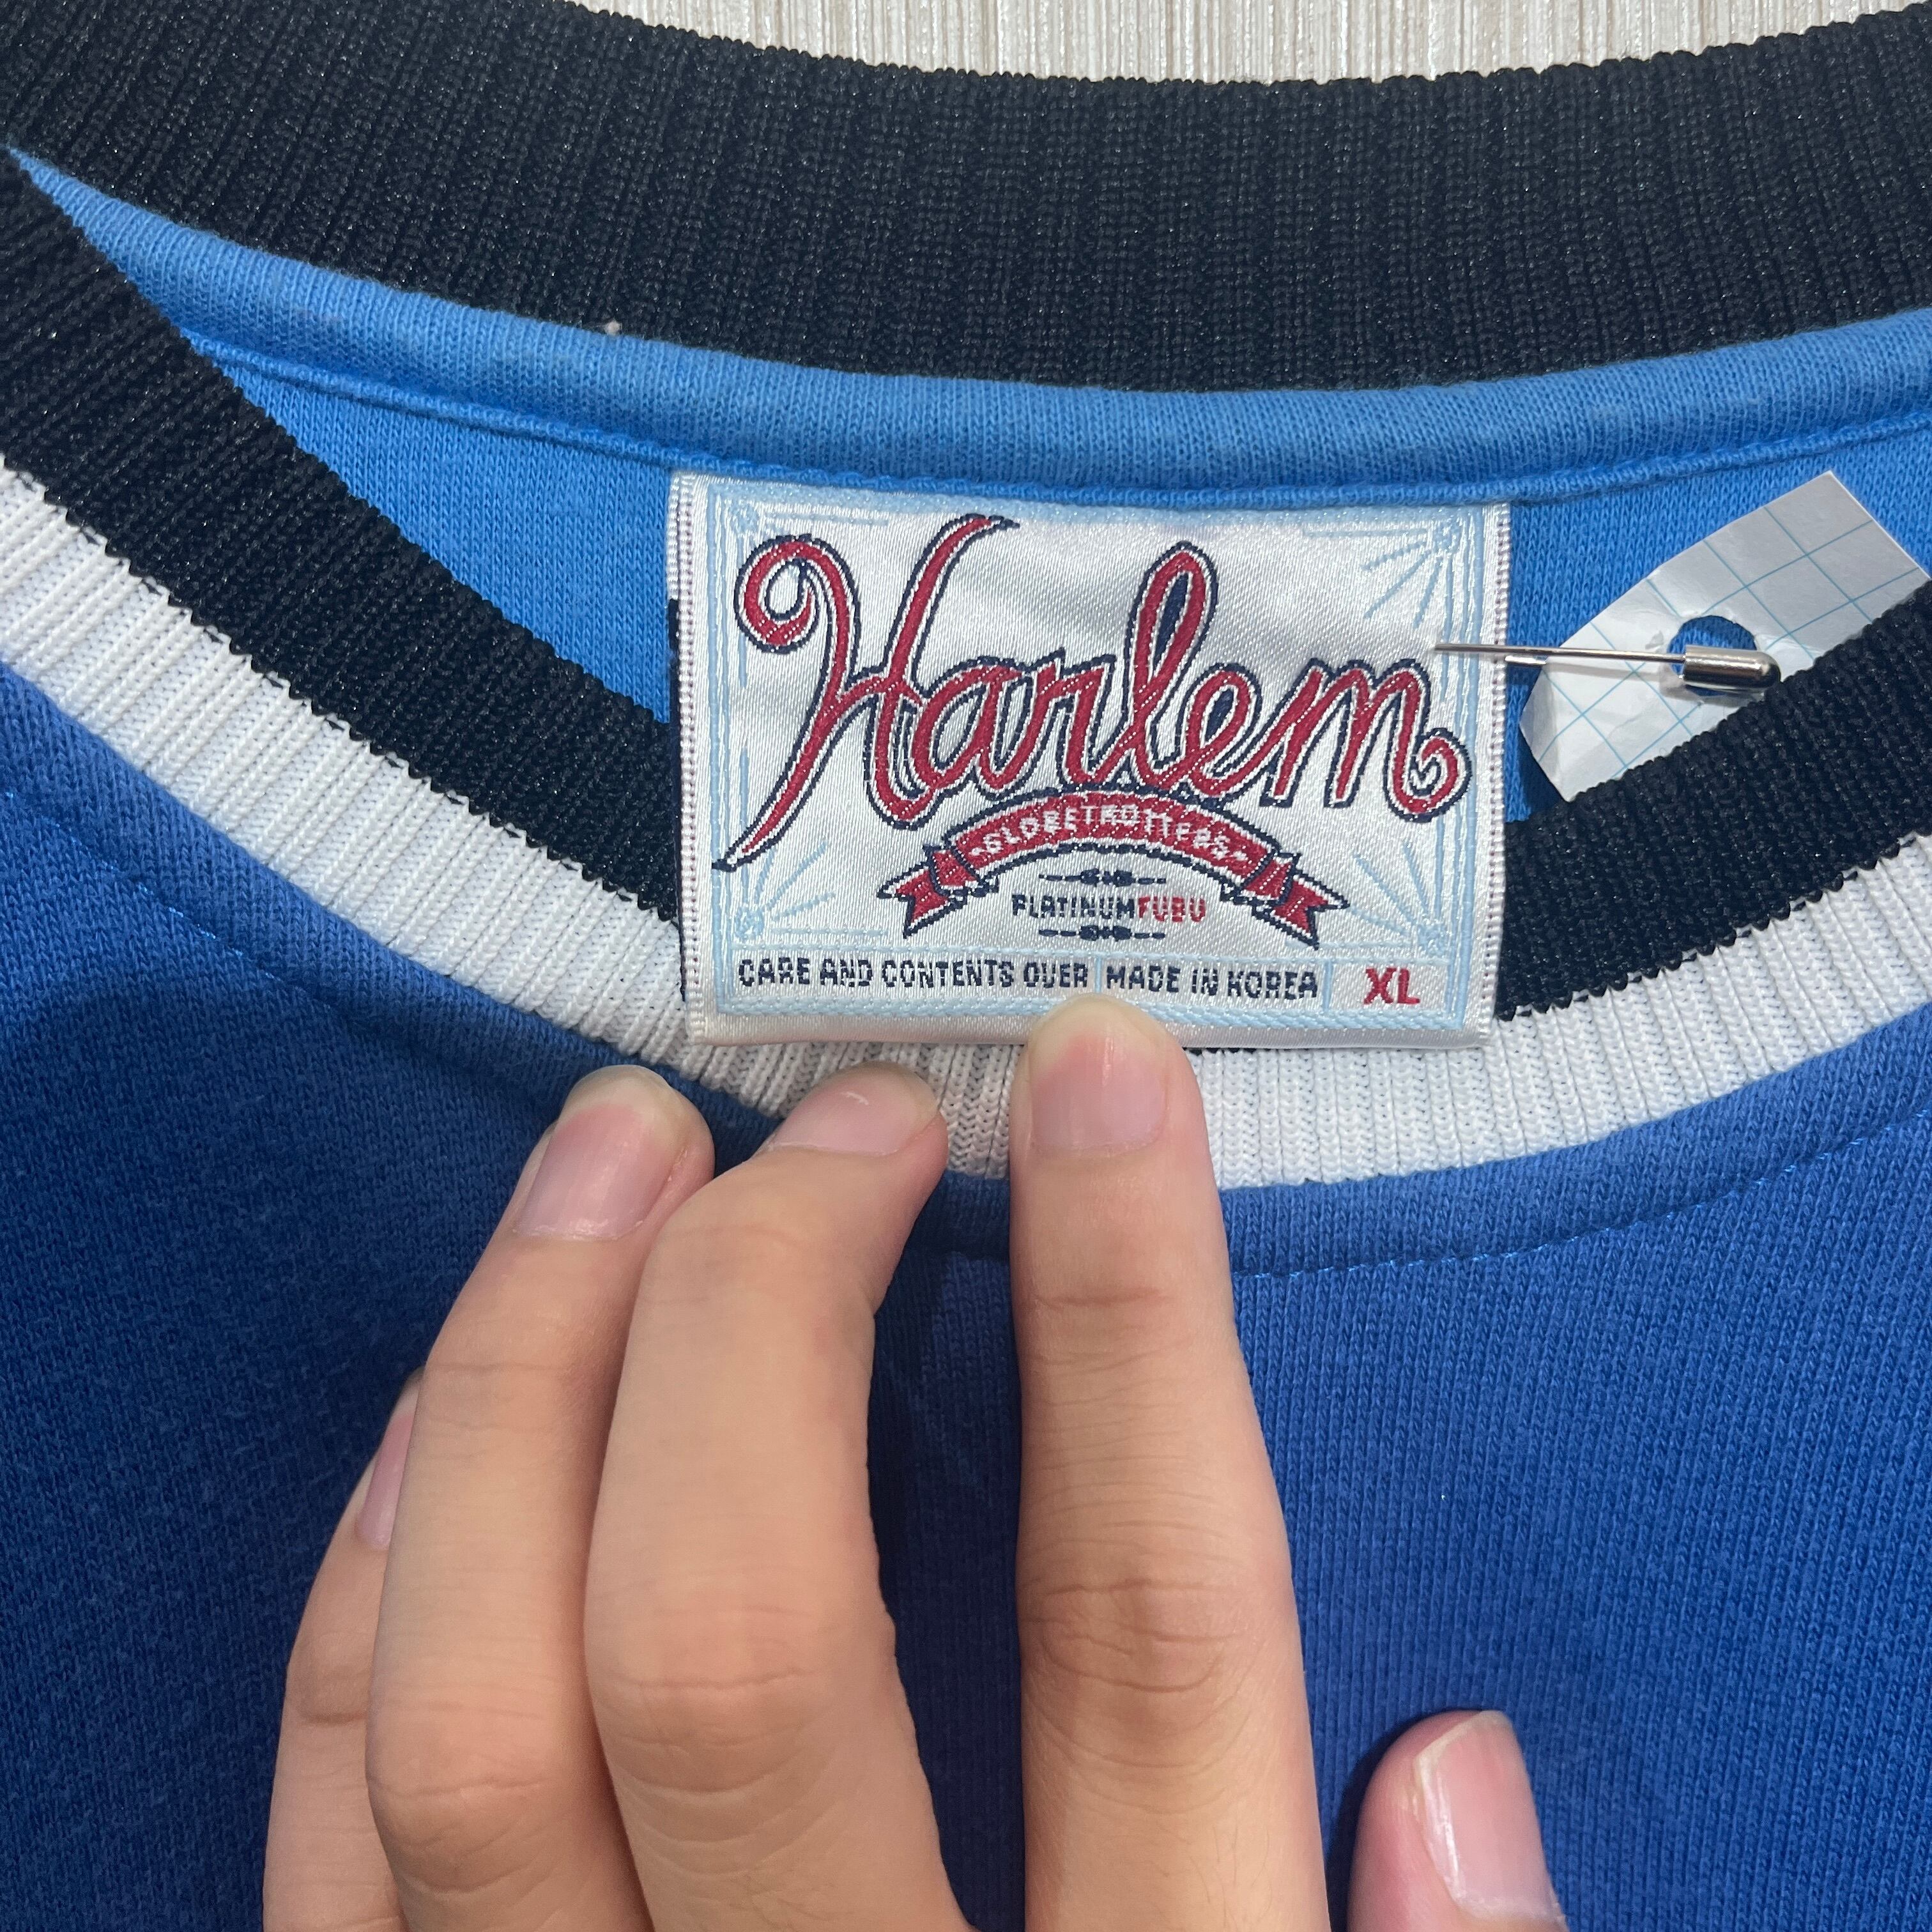 Harlem
•GLOBETROTTERS•
PLATINUMFUBU
CARE AND CONTENTS OVER MADE IN KOREA XL